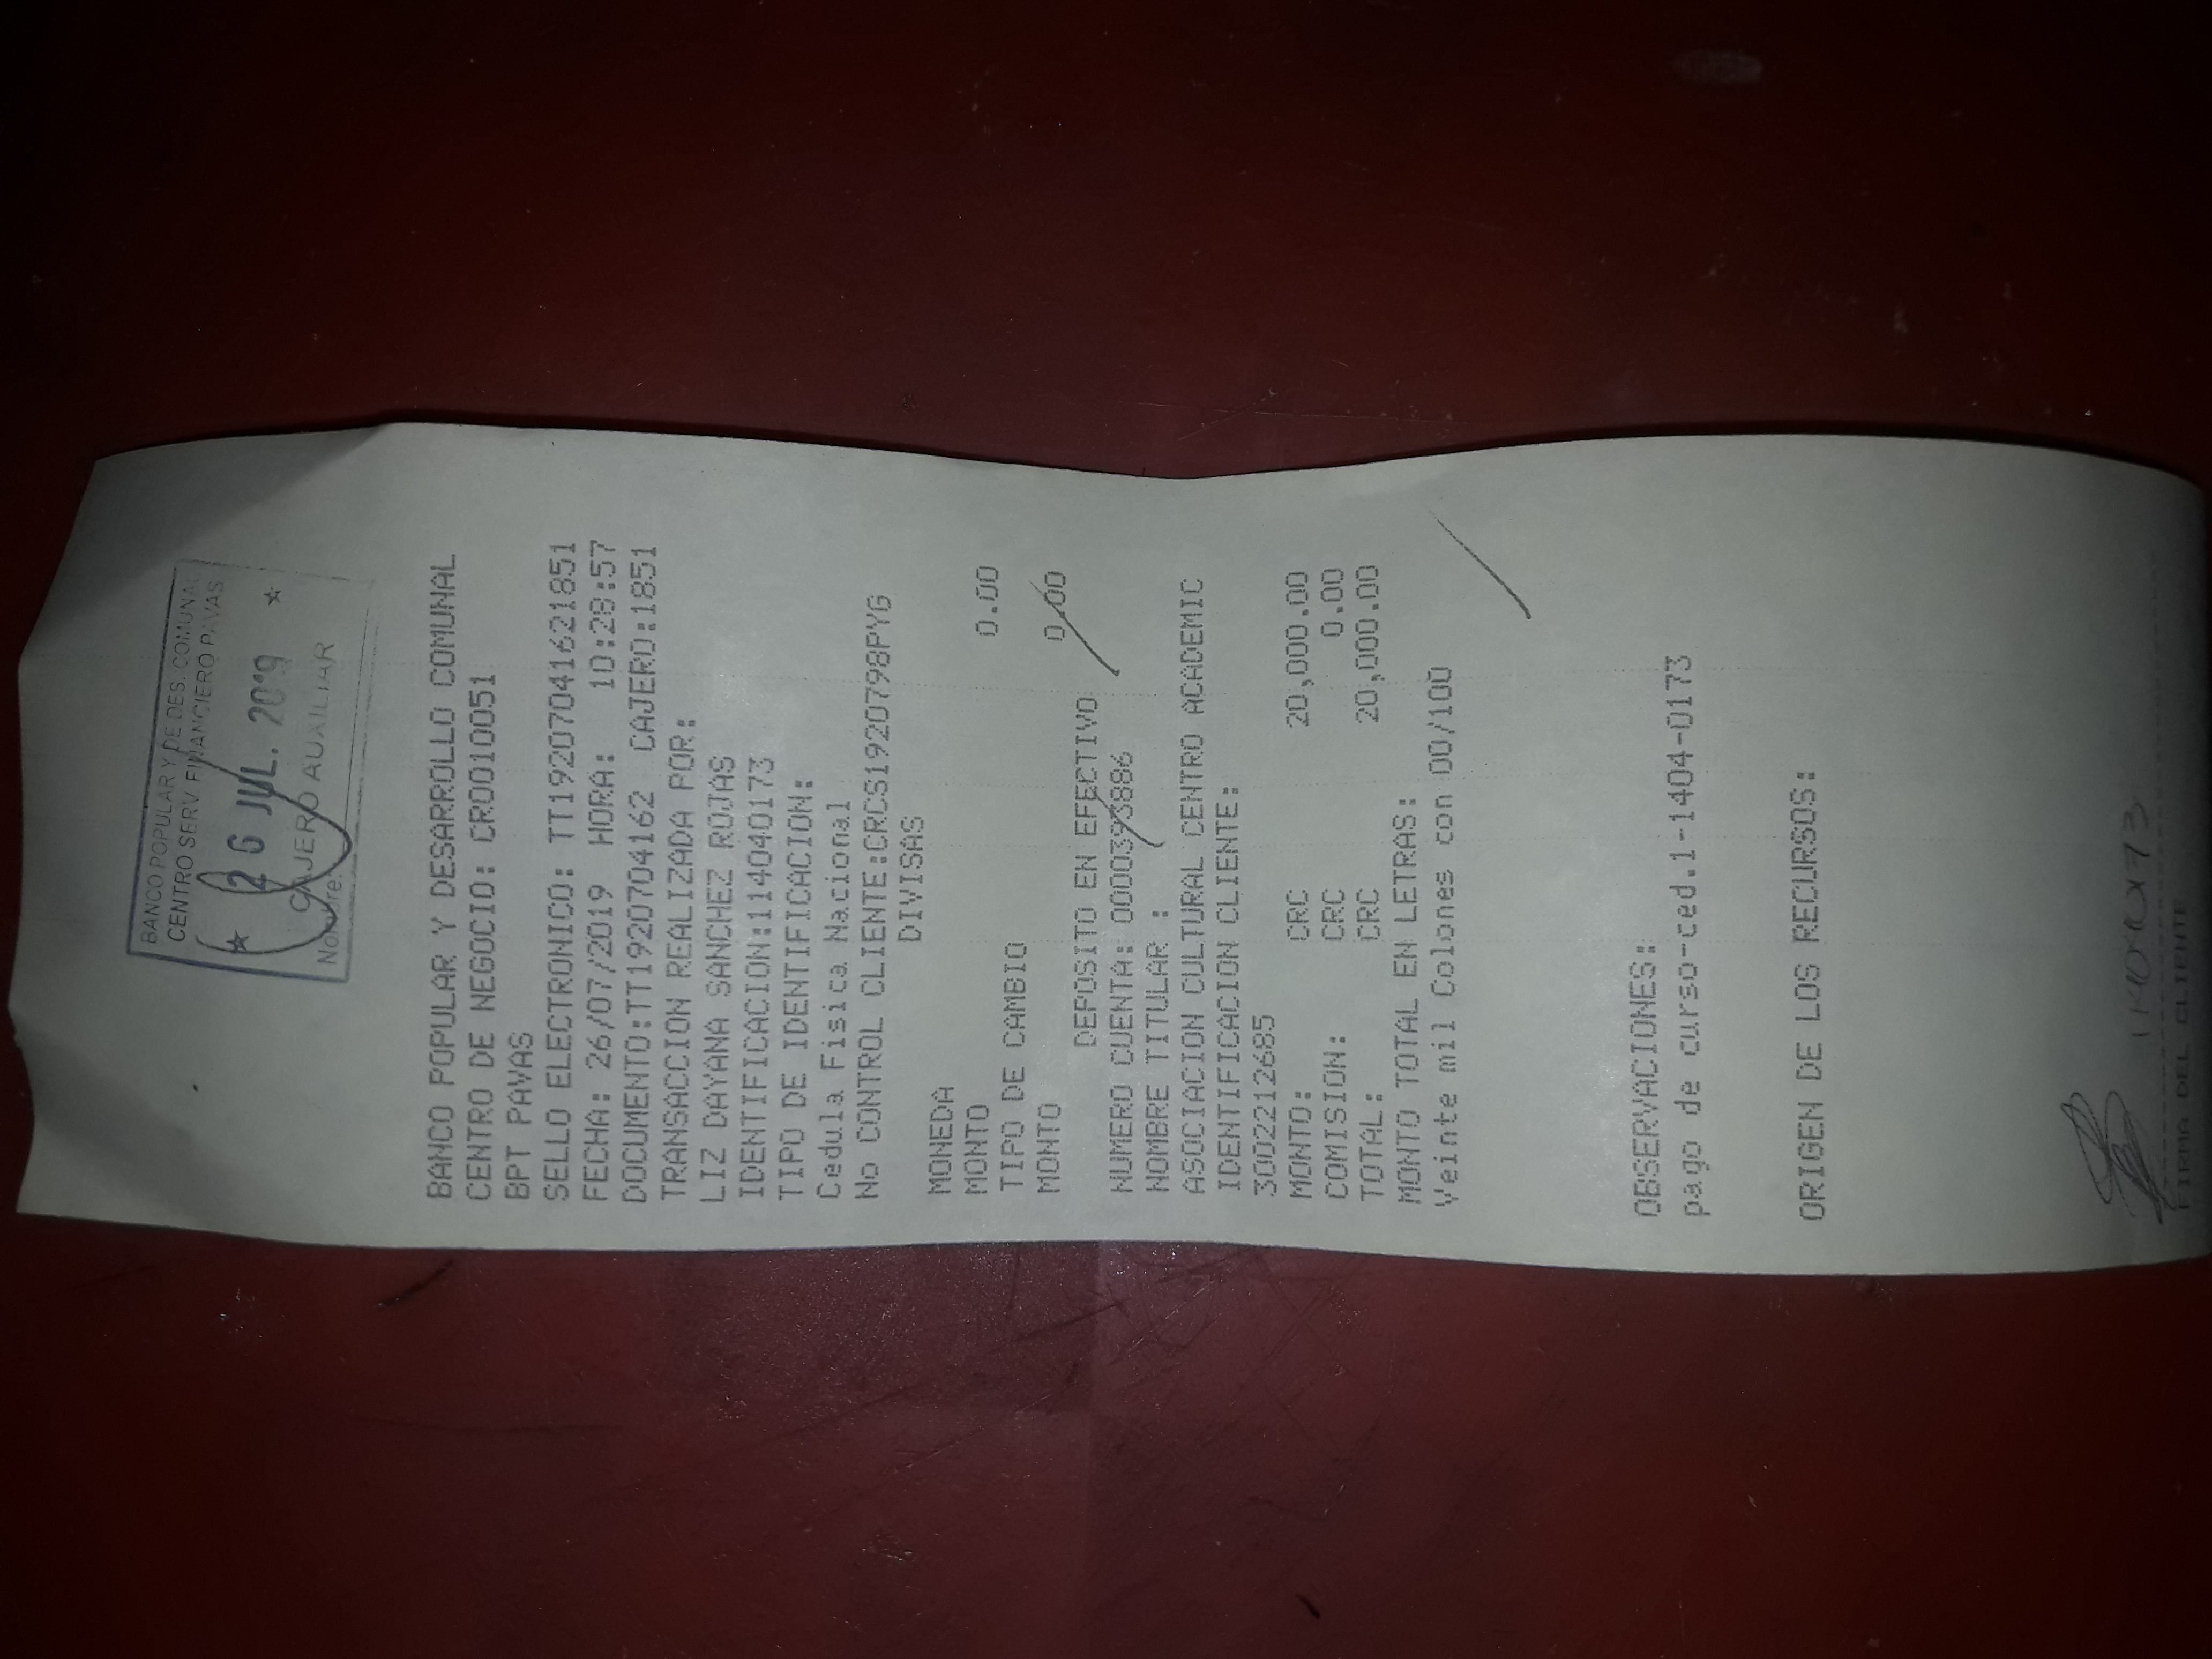 BANCO POPULAR Y DE DES. COMUNAL
CENTRO SERV. FINANCIERO PAVAS
26 JUL. 2019
CAJERO AUXILIAR
Nombre:
BANCO POPULAR Y DESARROLLO COMUNAL
CENTRO DE NEGOCIO: CR0010051
BPT PAVAS
SELLO ELECTRONICO: TT19207041621851
FECHA: 26/07/2019 HORA: 10:28:57
DOCUMENTO:TT1920704162 CAJERO:1851
TRANSACCION REALIZADA POR:
LIZ DAYANA SANCHEZ ROJAS
IDENTIFICACION:114040173
TIPO DE IDENTIFICACION:
Cedula Fisica Nacional
No CONTROL CLIENTE:CRCS1920798PYG
DIVISAS
MONEDA
MONTO 0.00
TIPO DE CAMBIO
MONTO 0.00
DEPOSITO EN EFECTIVO
NUMERO CUENTA: 0000393886
NOMBRE TITULAR :
ASOCIACION CULTURAL CENTRO ACADEMIC
IDENTIFICACION CLIENTE:
3002212685
MONTO: CRC 20,000.00
COMISION: CRC 0.00
TOTAL: CRC 20,000.00
MONTO TOTAL EN LETRAS:
Veinte mil Colones con 00/100
OBSERVACIONES:
pago de curso-ced.1-1404-0173
ORIGEN DE LOS RECURSOS:
114040173
FIRMA DEL CLIENTE